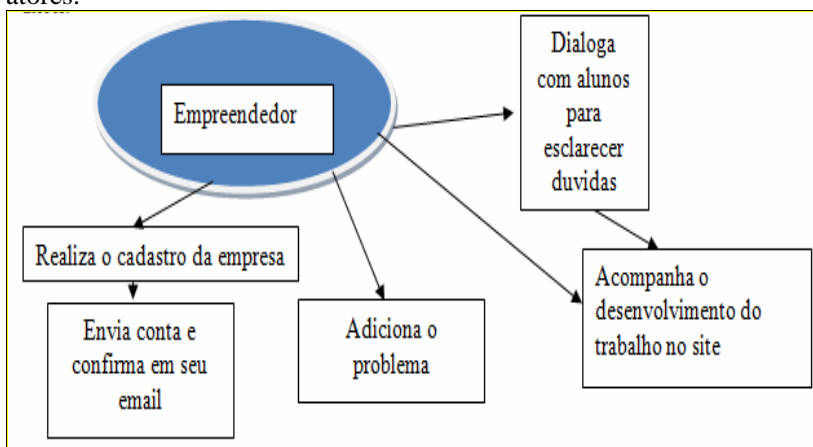 atores.
Empreendedor
Dialoga
com alunos
para
esclarecer
duvidas
Realiza o cadastro da empresa
Envia conta e
confirma em seu
email
Adiciona o
problema
Acompanha o
desenvolvimento do
trabalho no site